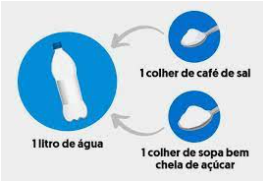 1 colher de café de sal
1 litro de água
1 colher de sopa bem
cheia de açúcar